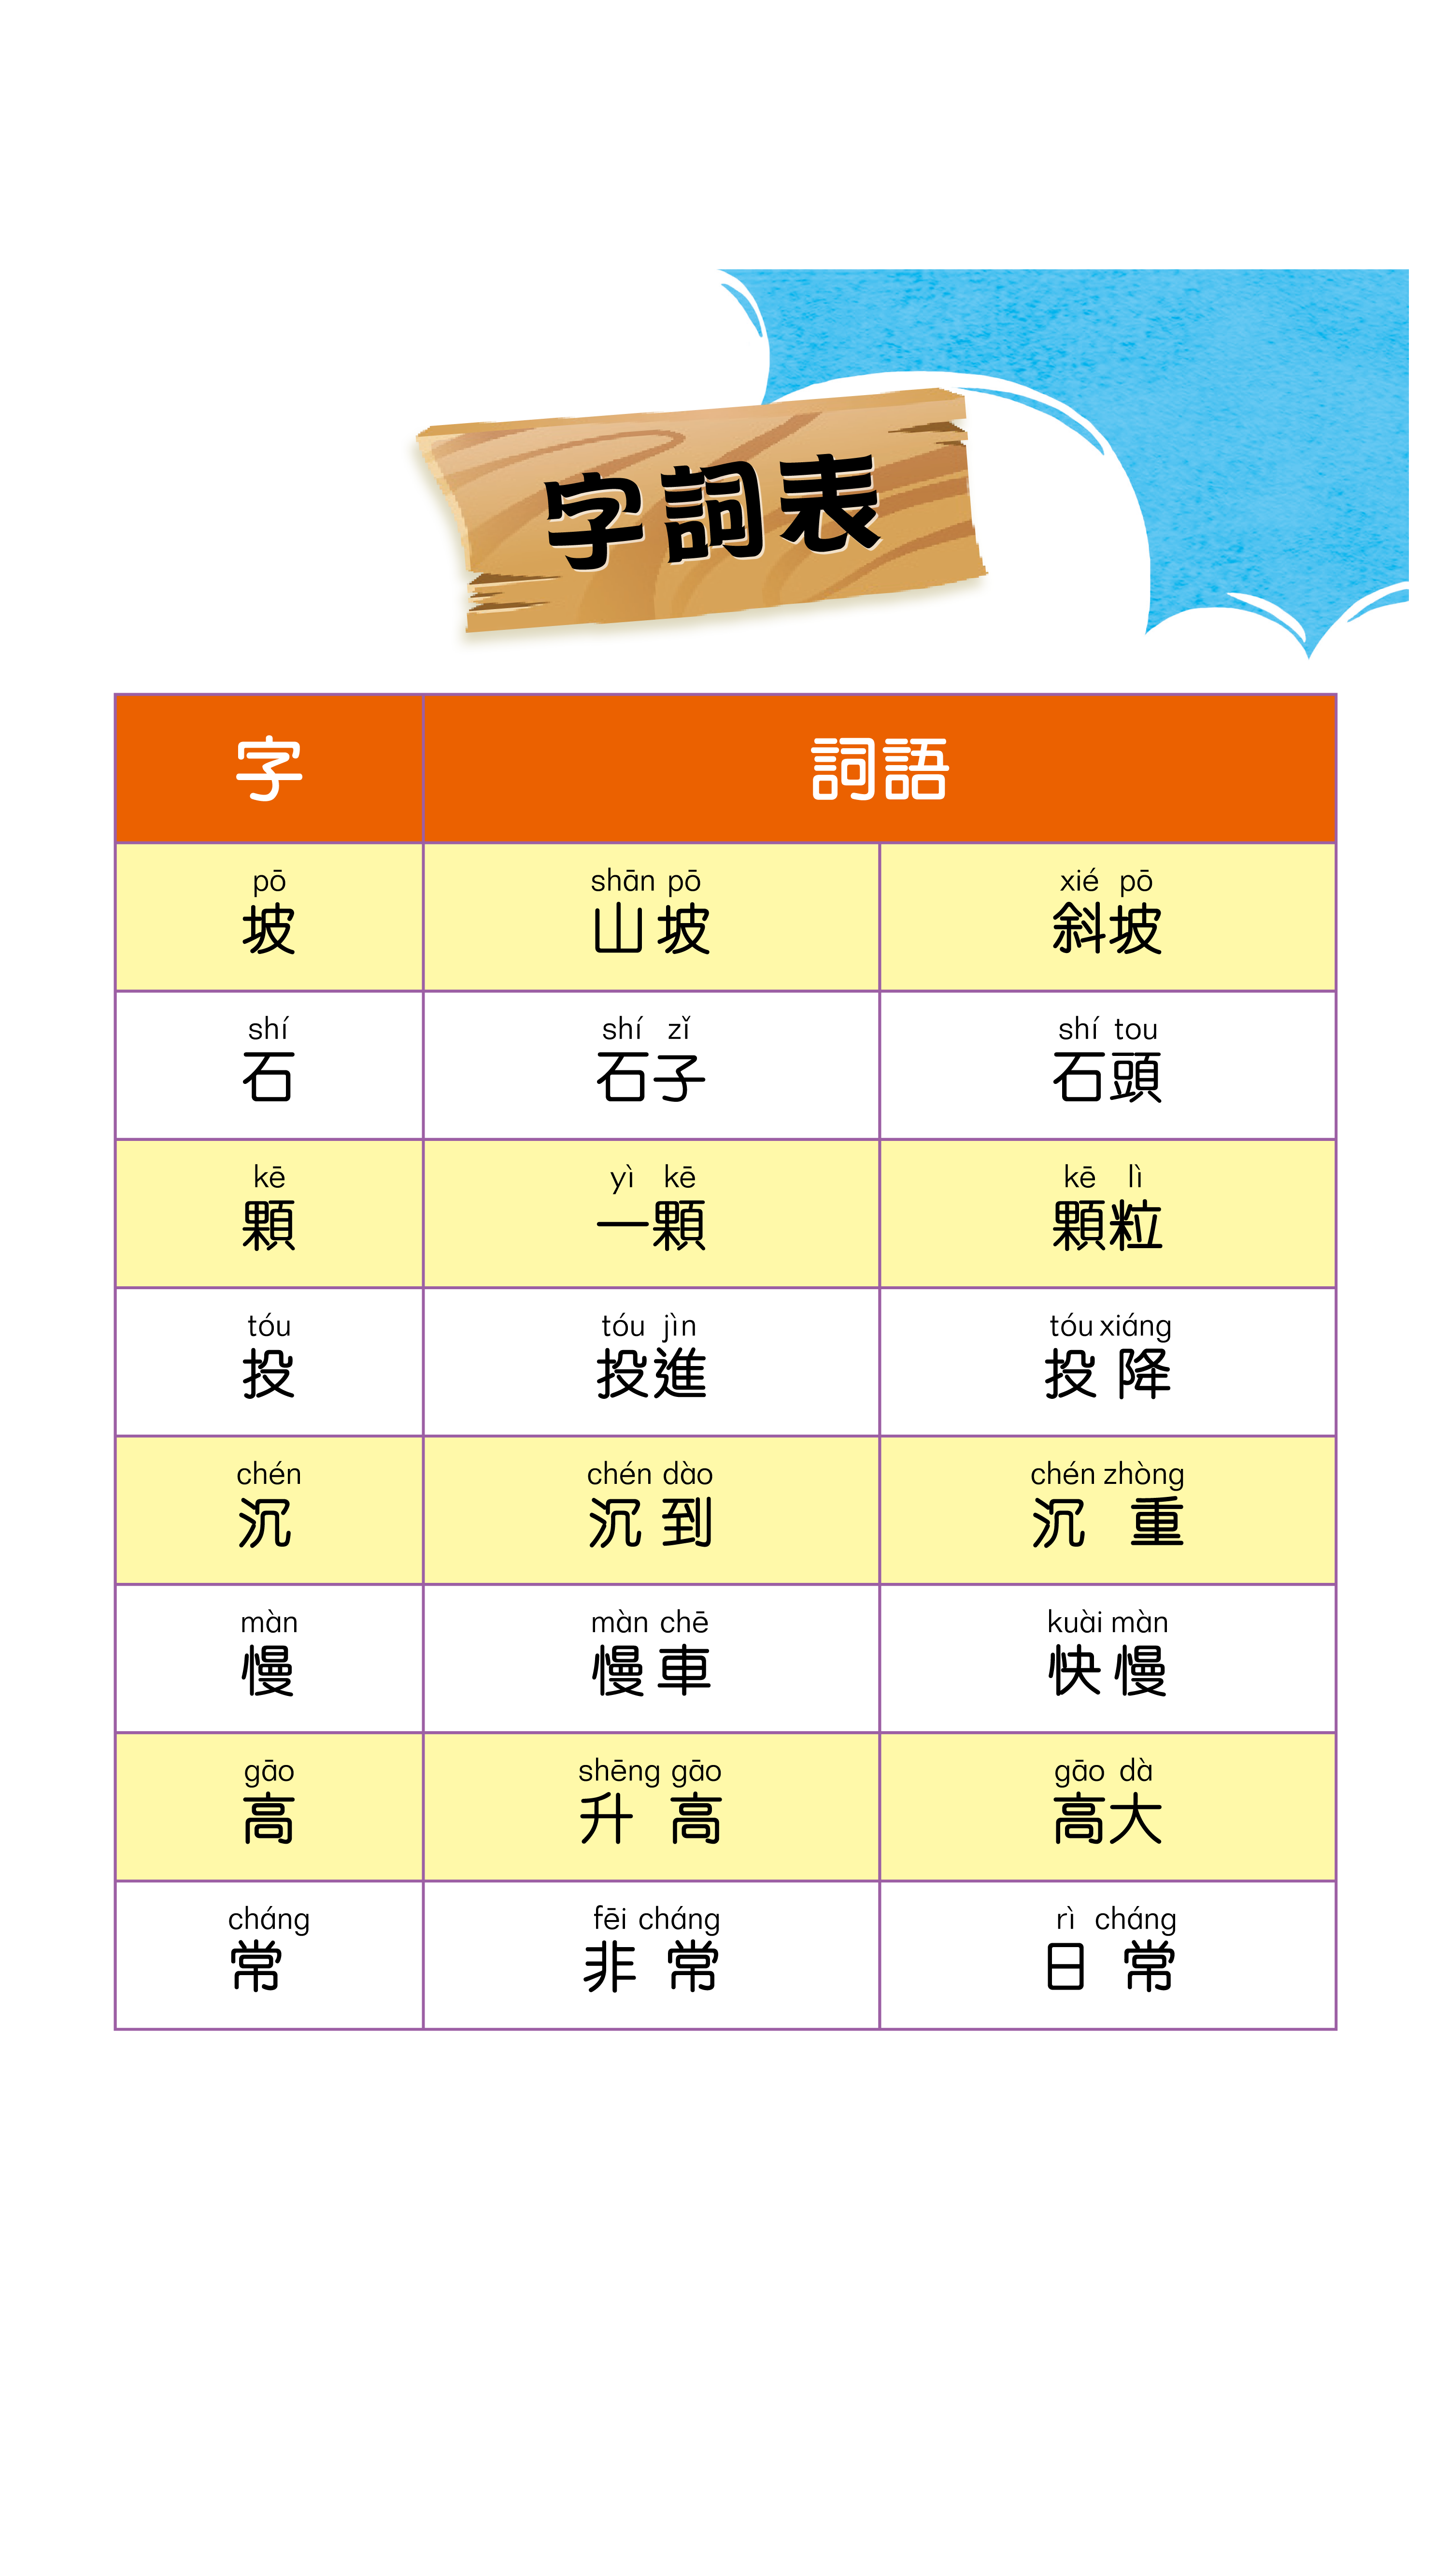 字詞表
字 詞語
pō shān pō xié pō
坡 山坡 斜坡
shí shí zǐ shí tou
石 石子 石頭
kē yì kē kē lì
顆 一顆 顆粒
tóu tóu jìn tóu xiáng
投 投進 投降
chén chén dào chén zhòng
沉 沉到 沉重
màn màn chē kuài màn
慢 慢車 快慢
gāo shēng gāo gāo dà
高 升高 高大
cháng fēi cháng rì cháng
常 非常 日常